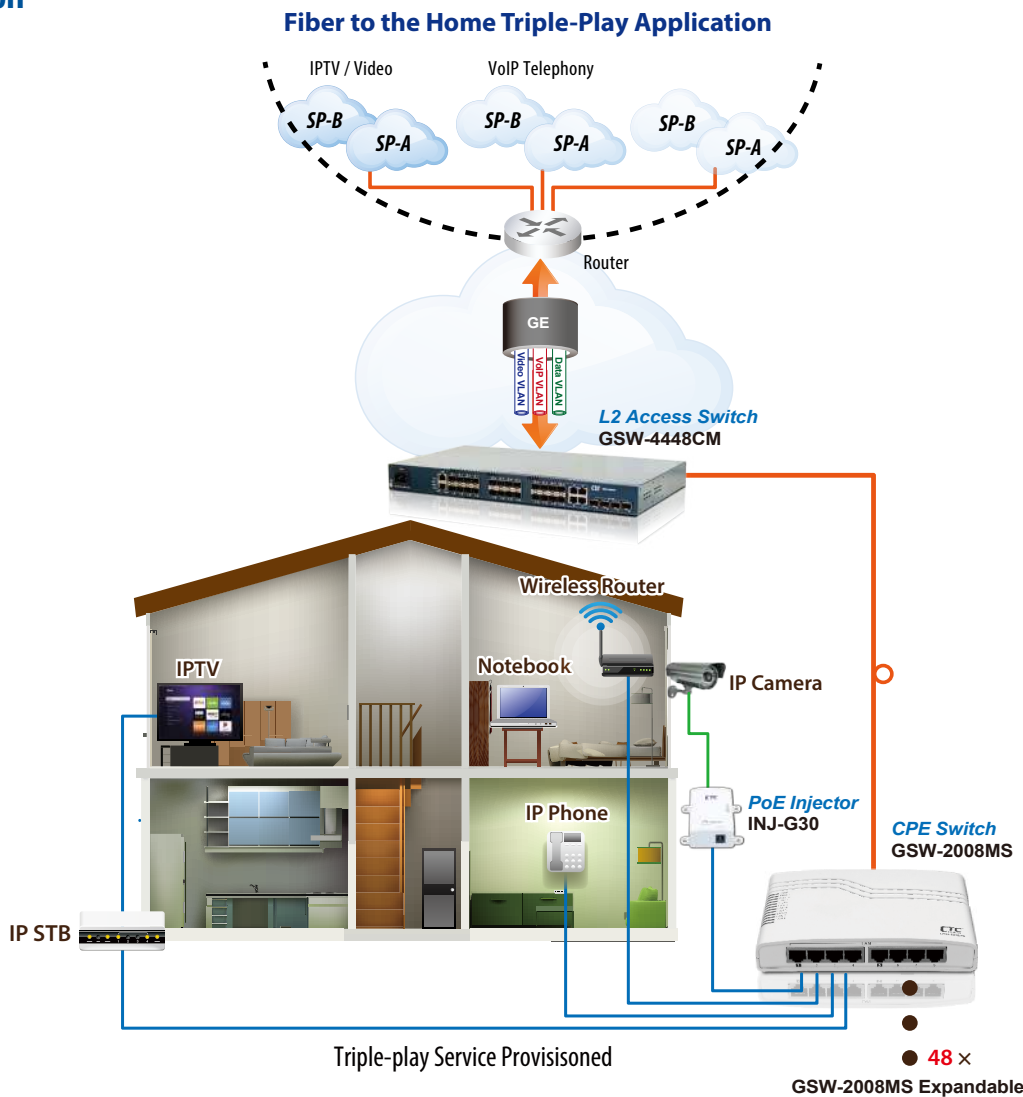 on
Fiber to the Home Triple-Play Application
IPTV / Video
VoIP Telephony
SP-B
SP-A
SP-B
SP-A
SP-B
SP-A
Router
GE
Video VLAN
VoIP VLAN
Data VLAN
L2 Access Switch
GSW-4448CM
Wireless Router
IPTV
Notebook
IP Camera
PoE Injector
INJ-G30
IP Phone
CPE Switch
GSW-2008MS
IP STB
CTC
Triple-play Service Provisisoned
48 ×
GSW-2008MS Expandable